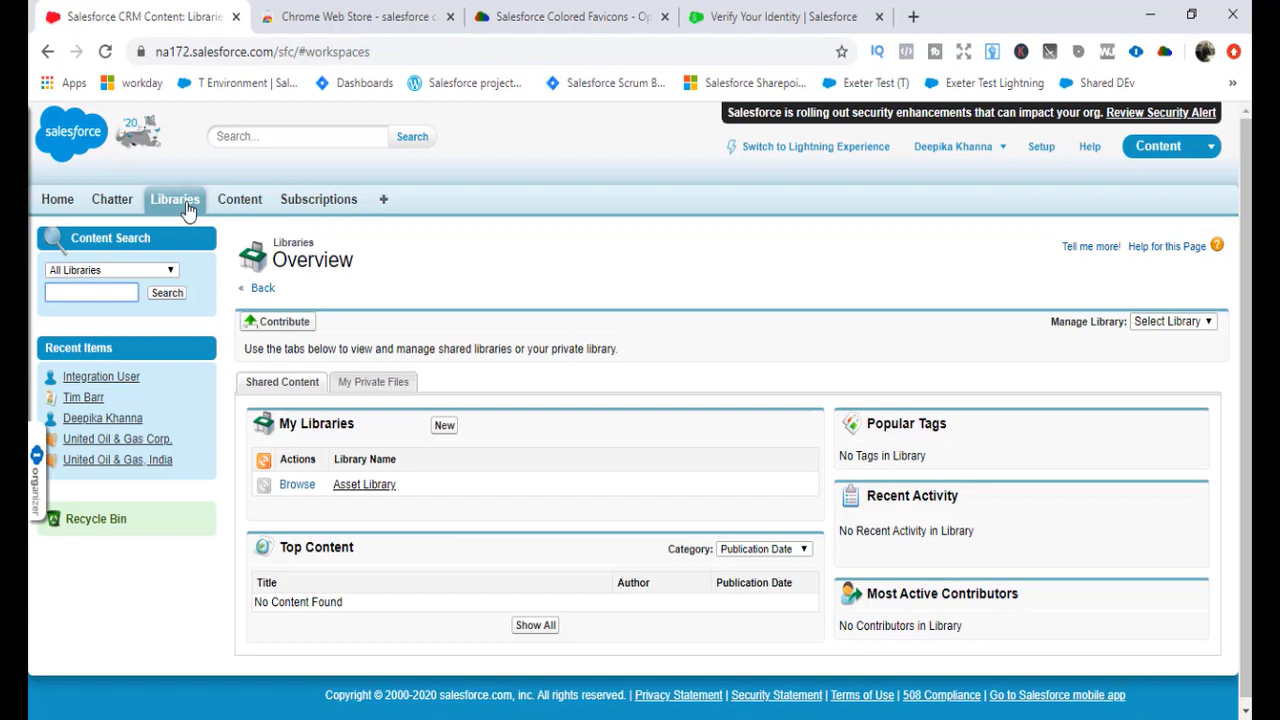 Salesforce CRM Content: Librarie
Chrome Web Store - salesforce c
Salesforce Colored Favicons - Op
Verify Your Identity | Salesforce
na172.salesforce.com/sfc/#workspaces
Apps
workday
T Environment | Sal...
Dashboards
Salesforce project...
Salesforce Scrum B...
Salesforce Sharepoi...
Exeter Test (T)
Exeter Test Lightning
Shared DEv
salesforce
'20
Search...
Search
Salesforce is rolling out security enhancements that can impact your org. Review Security Alert
Switch to Lightning Experience
Deepika Khanna
Setup
Help
Content
Home
Chatter
Libraries
Content
Subscriptions
Content Search
All Libraries
Search
Recent Items
Integration User
Tim Barr
Deepika Khanna
United Oil & Gas Corp.
United Oil & Gas, India
organizer
Recycle Bin
Libraries
Overview
« Back
Tell me more!
Help for this Page
Contribute
Manage Library: Select Library
Use the tabs below to view and manage shared libraries or your private library.
Shared Content
My Private Files
My Libraries
New
Actions
Library Name
Browse
Asset Library
Top Content
Category: Publication Date
Title
Author
Publication Date
No Content Found
Show All
Popular Tags
No Tags in Library
Recent Activity
No Recent Activity in Library
Most Active Contributors
No Contributors in Library
Copyright © 2000-2020 salesforce.com, inc. All rights reserved. | Privacy Statement | Security Statement | Terms of Use | 508 Compliance | Go to Salesforce mobile app